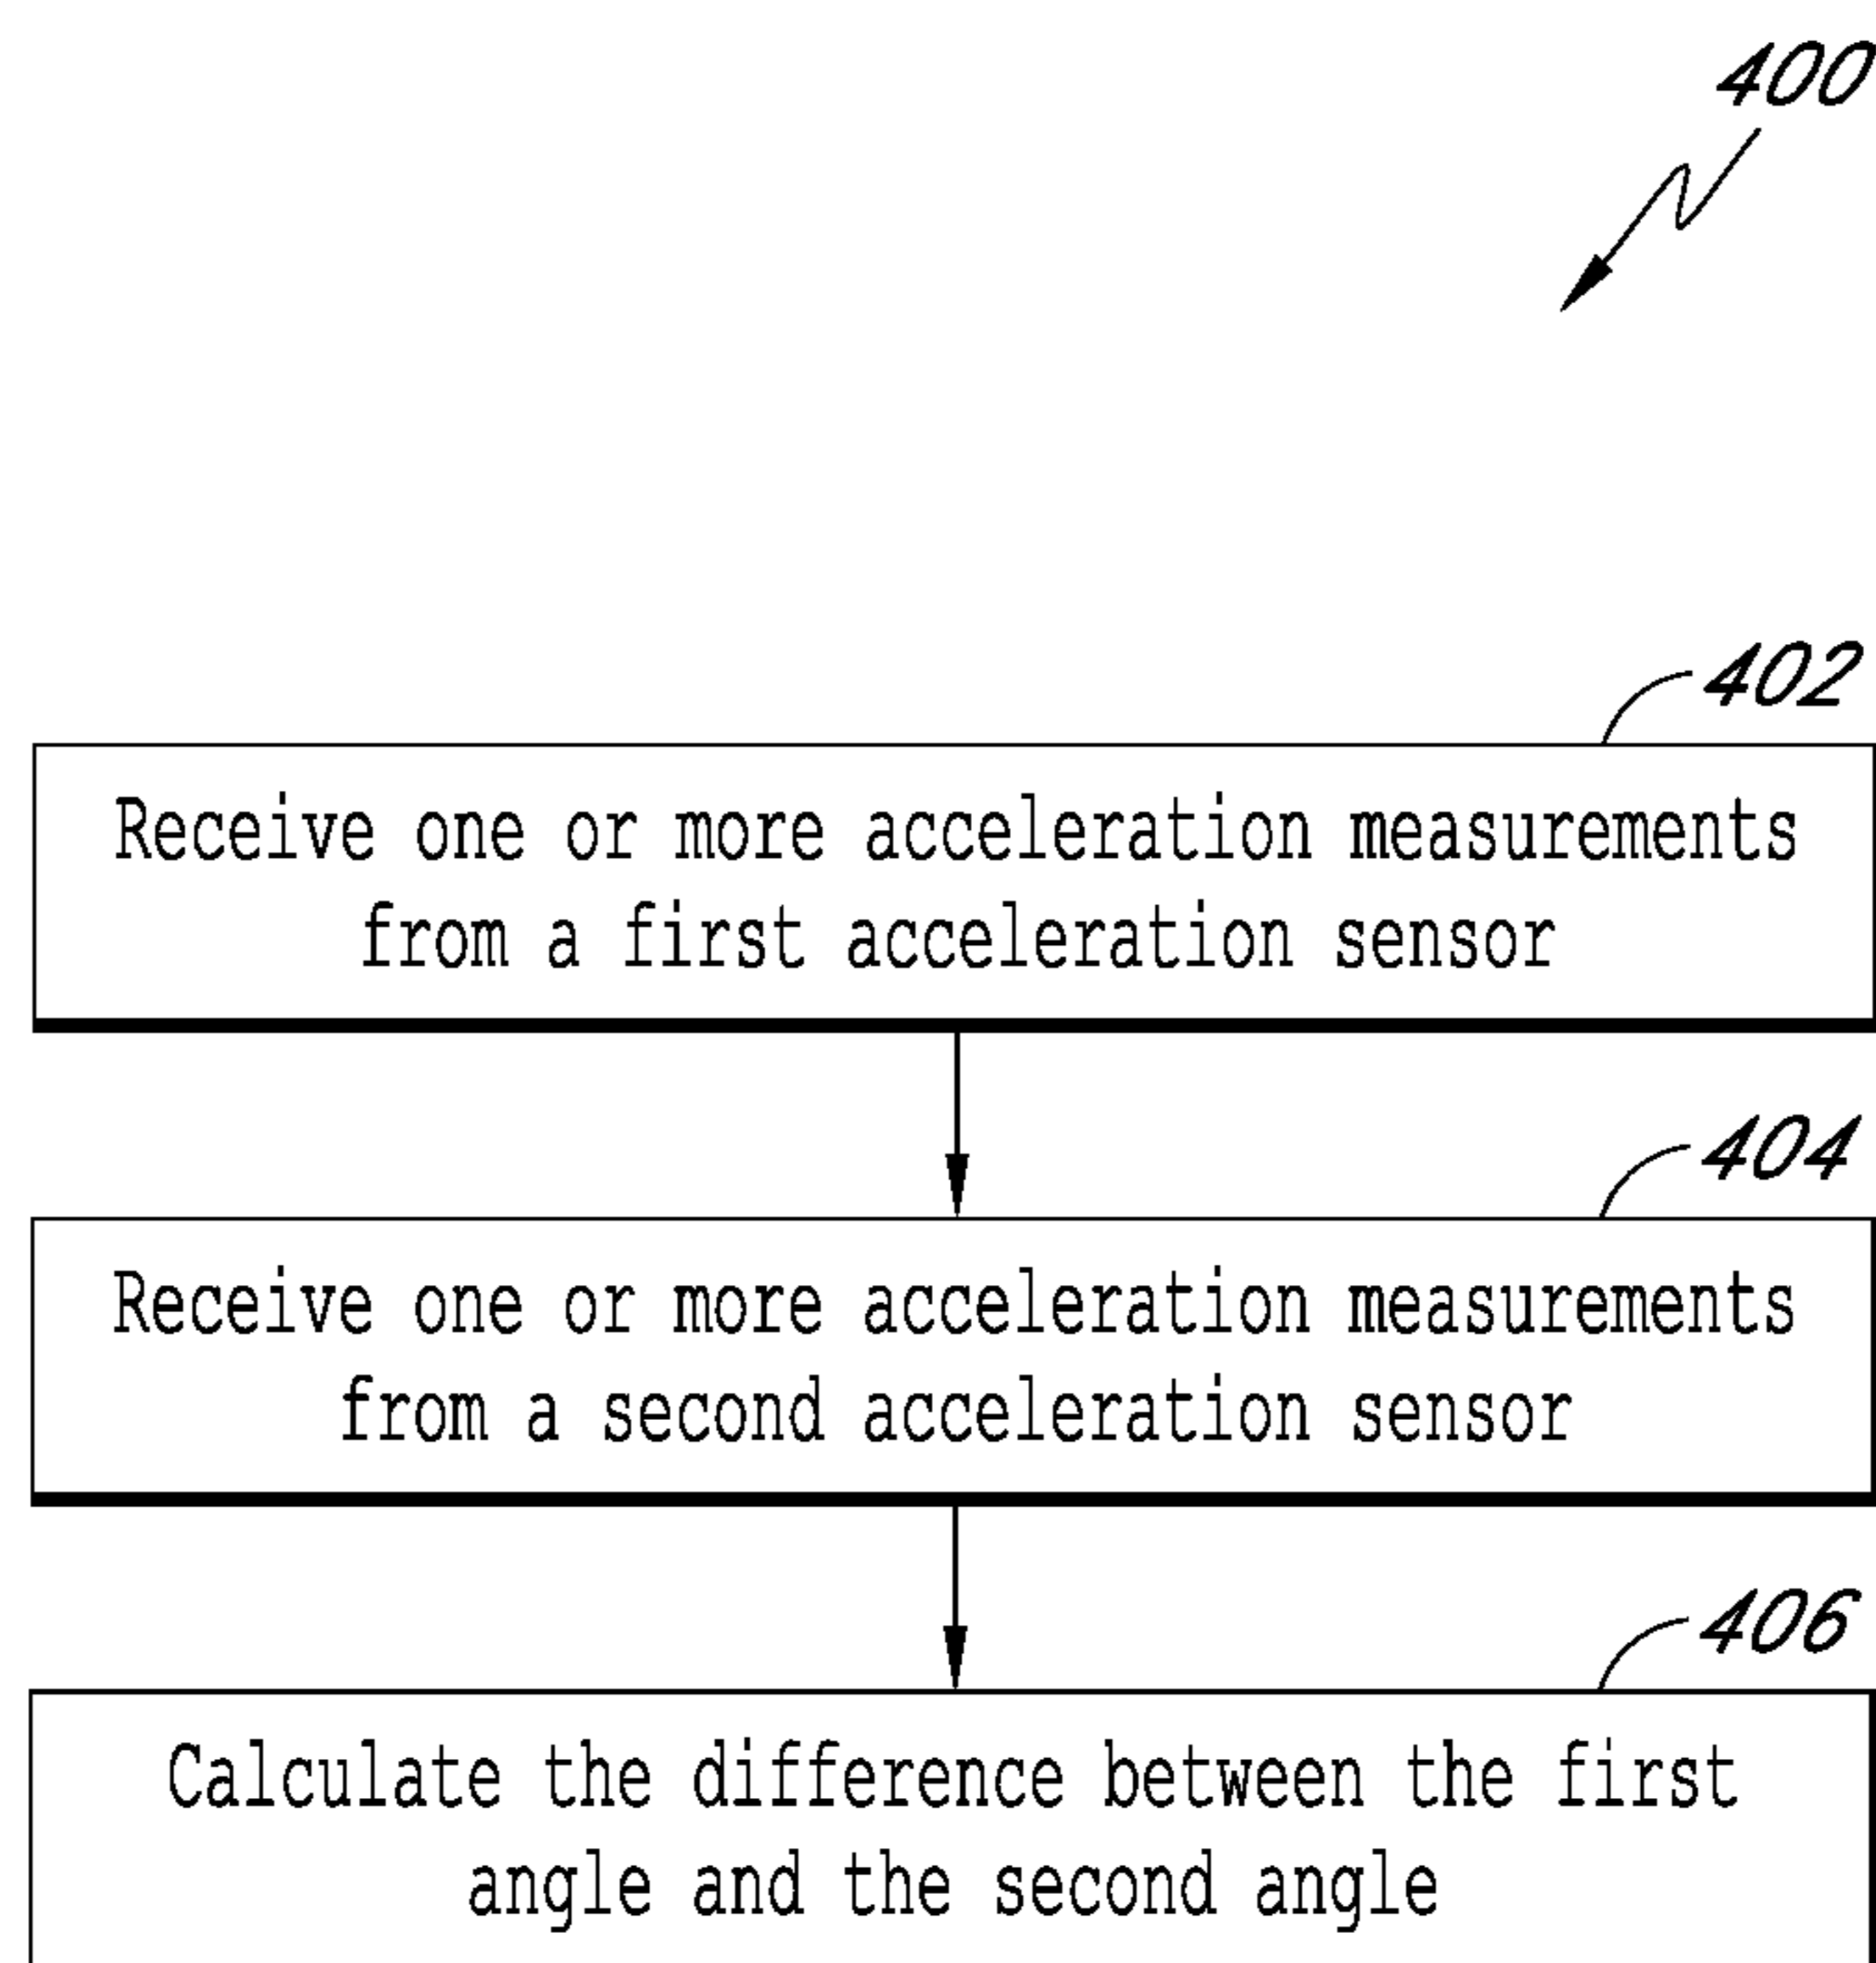 400
402
Receive one or more acceleration measurements
from a first acceleration sensor
404
Receive one or more acceleration measurements
from a second acceleration sensor
406
Calculate the difference between the first
angle and the second angle